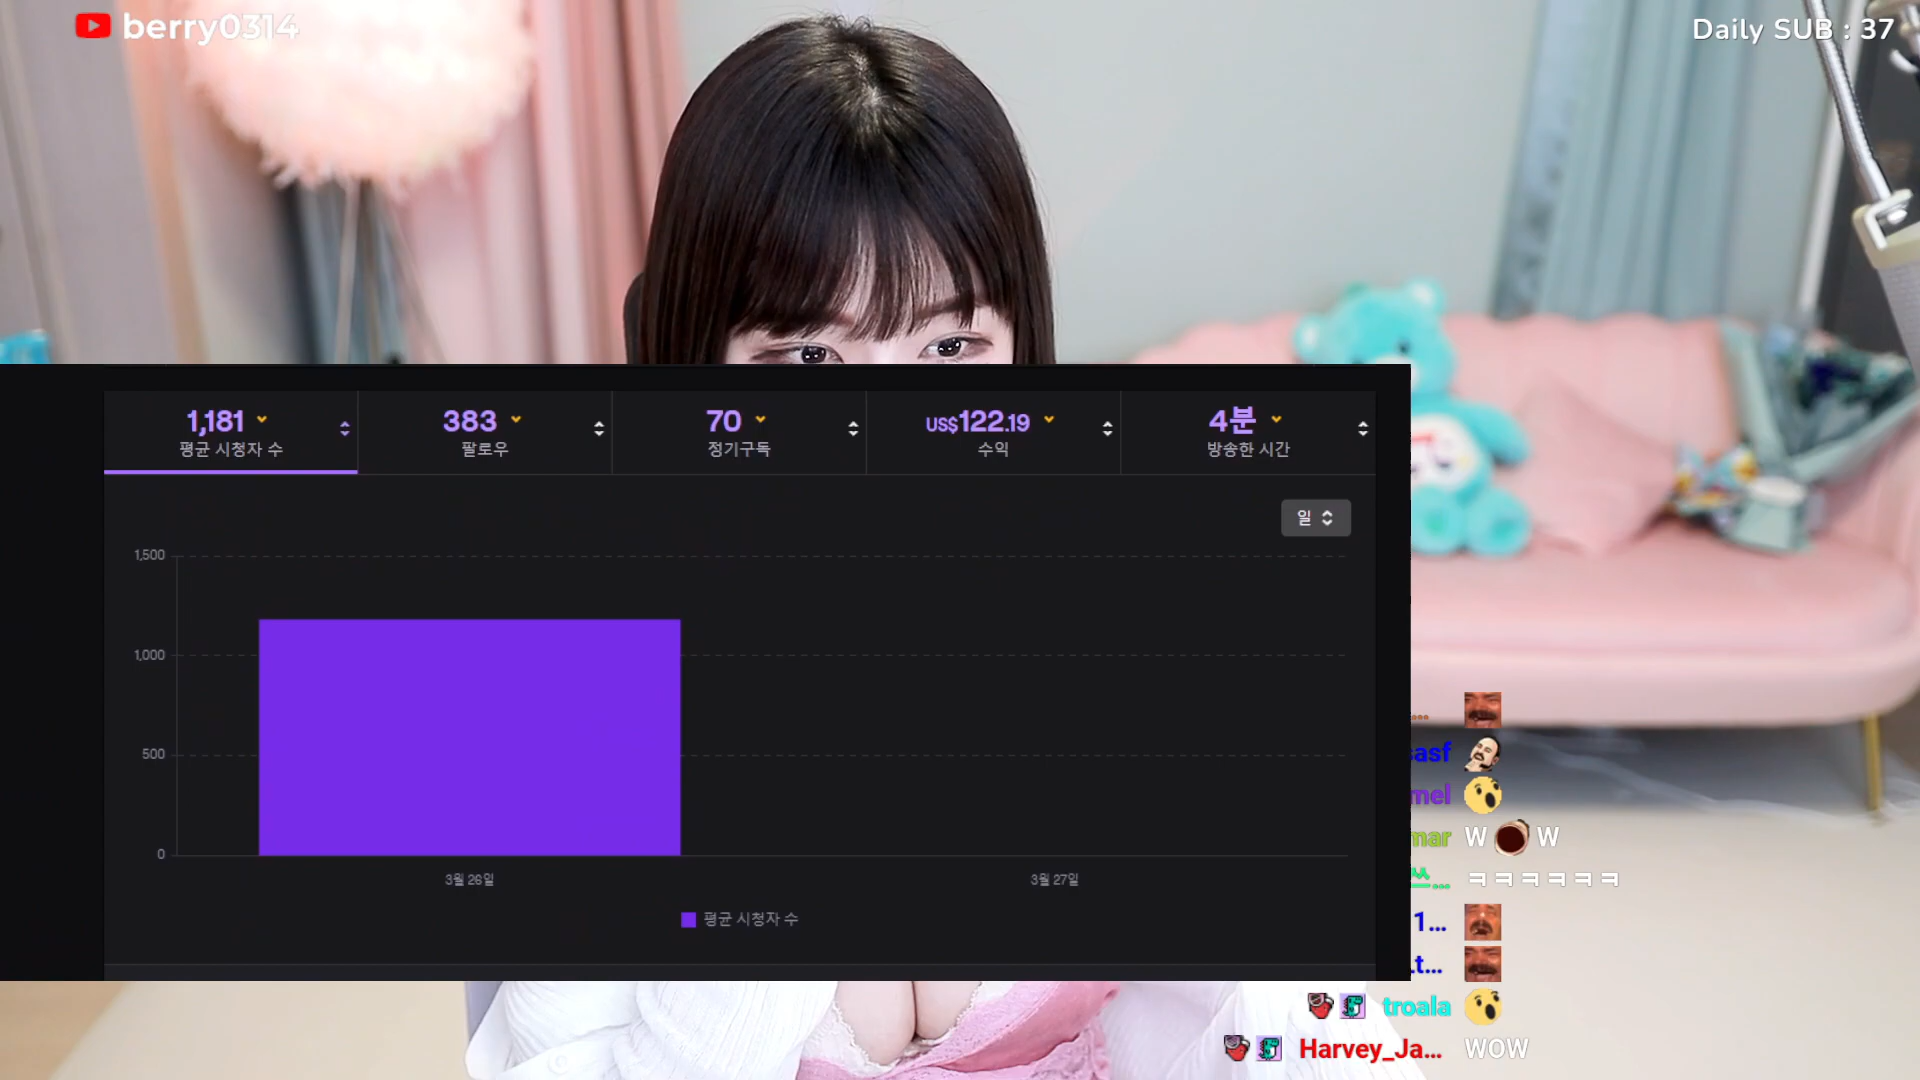 berry0314
Daily SUB : 37
1,181
평균 시청자 수
383
팔로우
70
정기구독
US$122.19
수익
4분
방송한 시간
일
1,500
1,000
500
0
3월 26일
3월 27일
평균 시청자 수
...
sasf
mel
mar W W
쓰... ㅋㅋㅋㅋㅋㅋ
1...
.t...
troala
Harvey_Ja... WOW